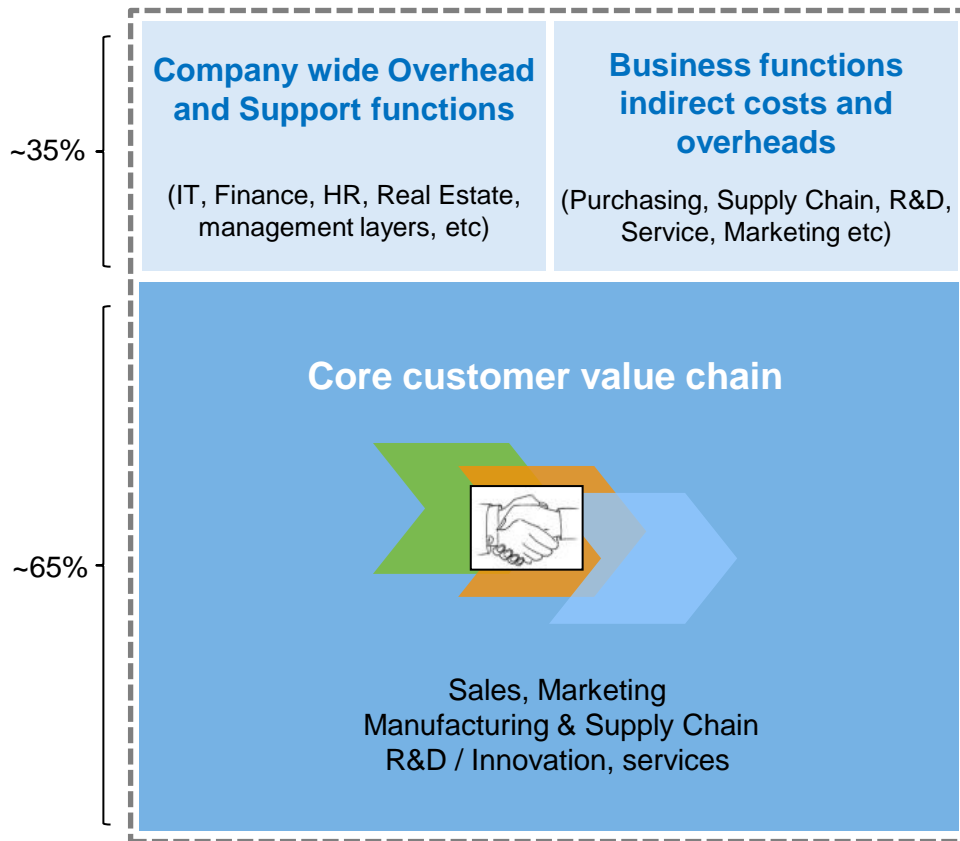 ~35%
Company wide Overhead
and Support functions
(IT, Finance, HR, Real Estate,
management layers, etc)
Business functions
indirect costs and
overheads
(Purchasing, Supply Chain, R&D,
Service, Marketing etc)
~65%
Core customer value chain
Sales, Marketing
Manufacturing & Supply Chain
R&D / Innovation, services